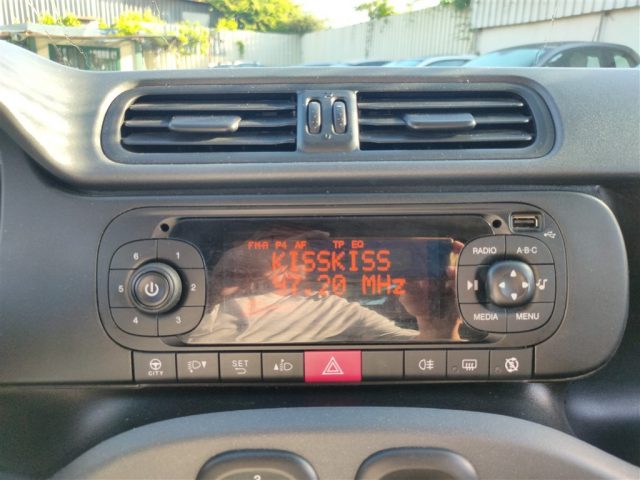 FM-A P4 AF TP EQ
KISSKISS
97.20 MHz
6 1
5 2
4 3
RADIO A-B-C
MEDIA MENU
CITY SET